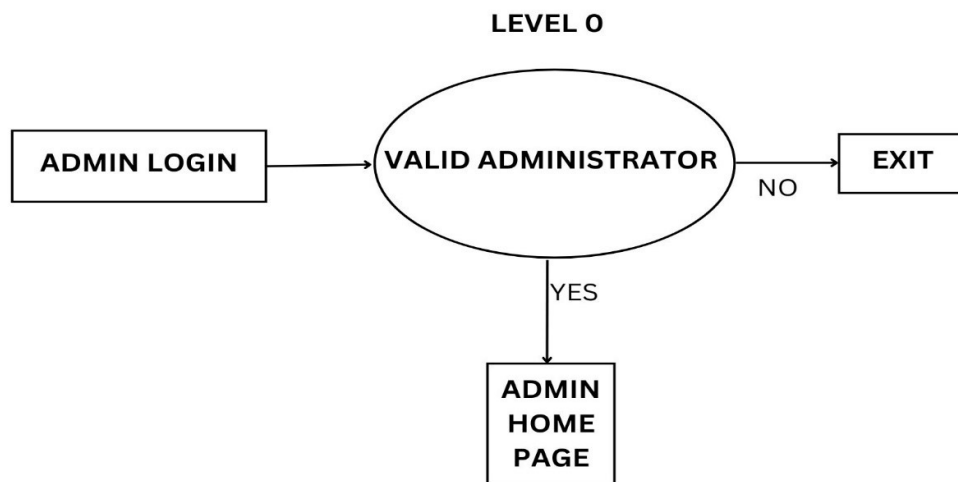 LEVEL 0
ADMIN LOGIN
VALID ADMINISTRATOR
NO
EXIT
YES
ADMIN
HOME
PAGE